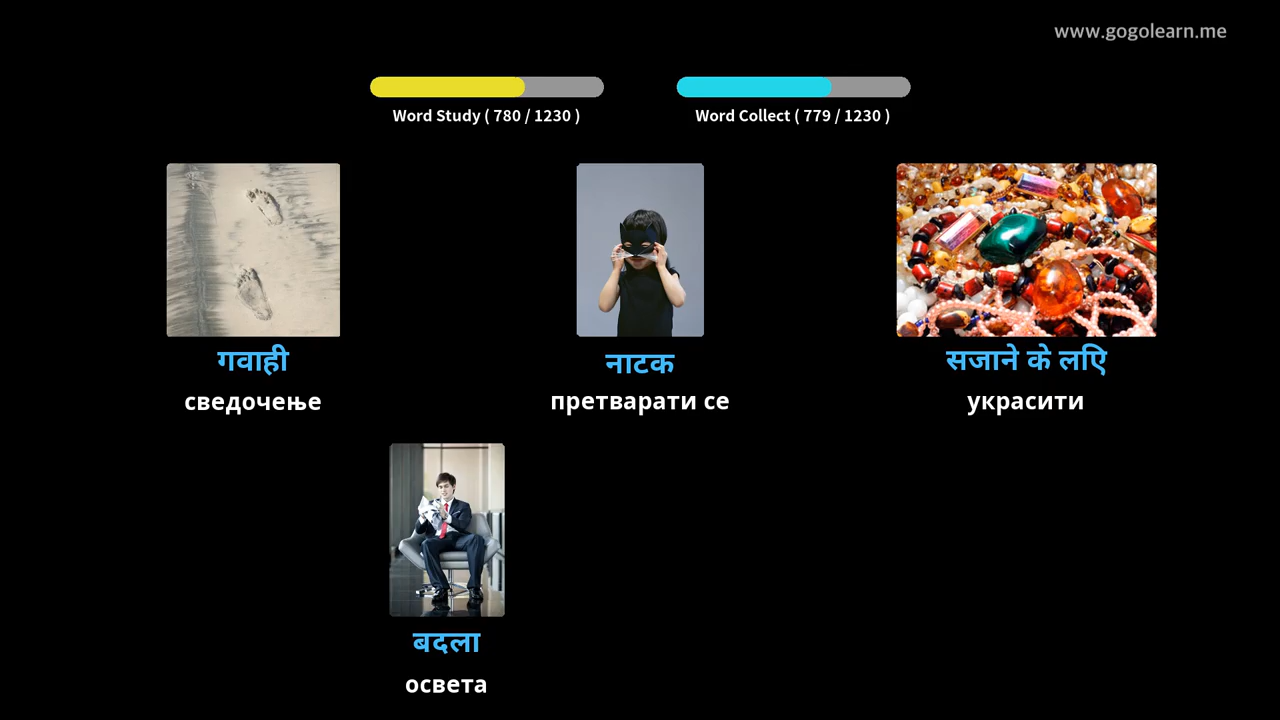 www.gogolearn.me
Word Study ( 780 / 1230 )
Word Collect ( 779 / 1230 )
गवाही
नाटक
सजाने के लिए
сведочење
претварати се
украсити
बदला
освета